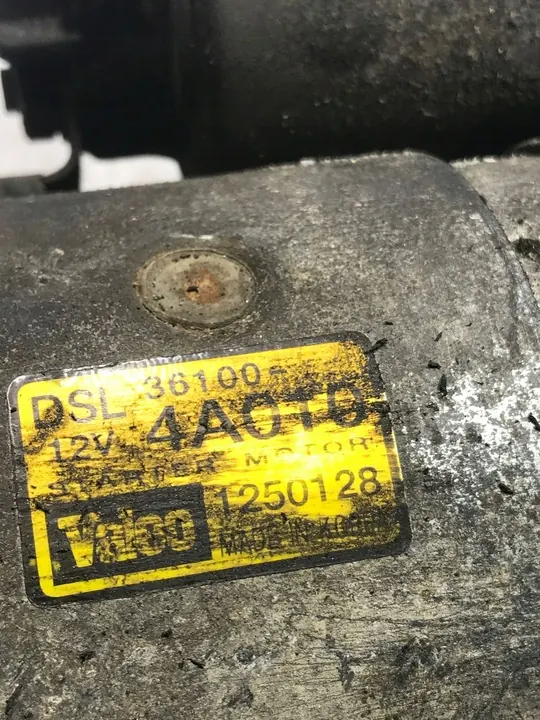 DSL 36100-
12V 4A010
STARTER MOTOR
Valeo 1250128
MADE IN KOREA